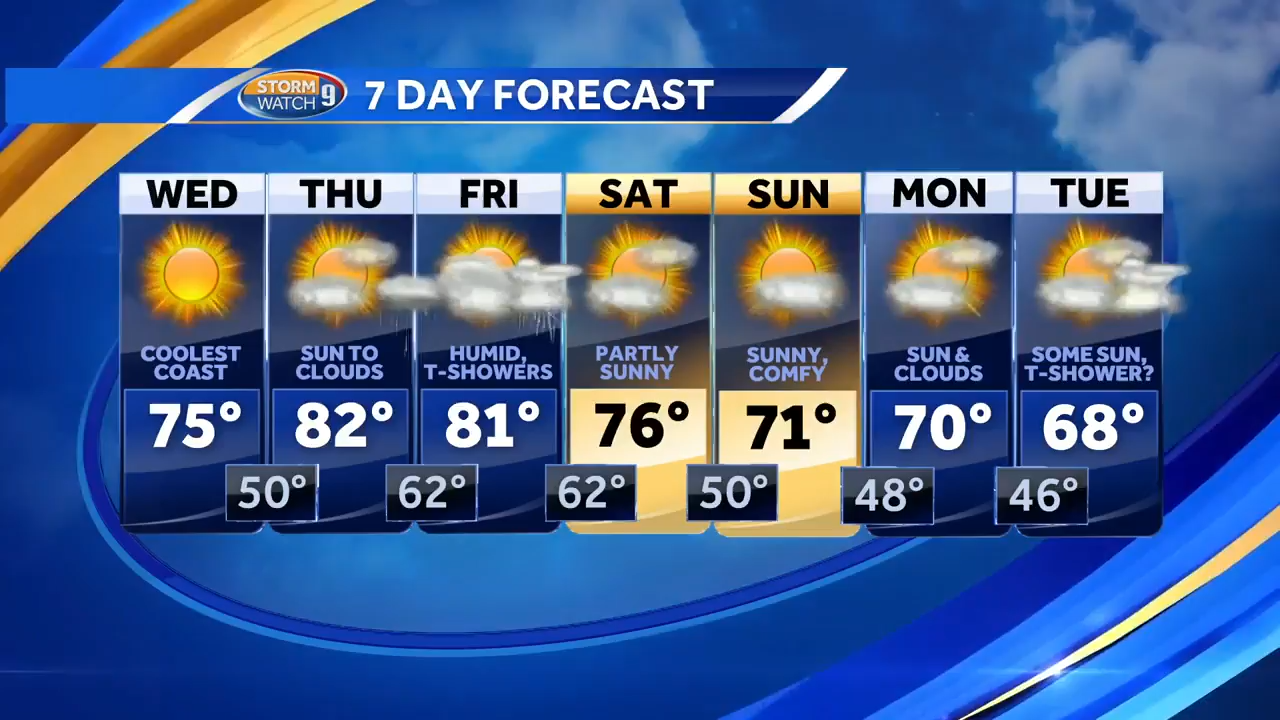 STORM
WATCH 9
7 DAY FORECAST
WED THU FRI SAT SUN MON TUE
COOLEST
COAST
SUN TO
CLOUDS
HUMID,
T-SHOWERS
PARTLY
SUNNY
SUNNY,
COMFY
SUN &
CLOUDS
SOME SUN,
T-SHOWER?
75° 82° 81° 76° 71° 70° 68°
50° 62° 62° 50° 48° 46°